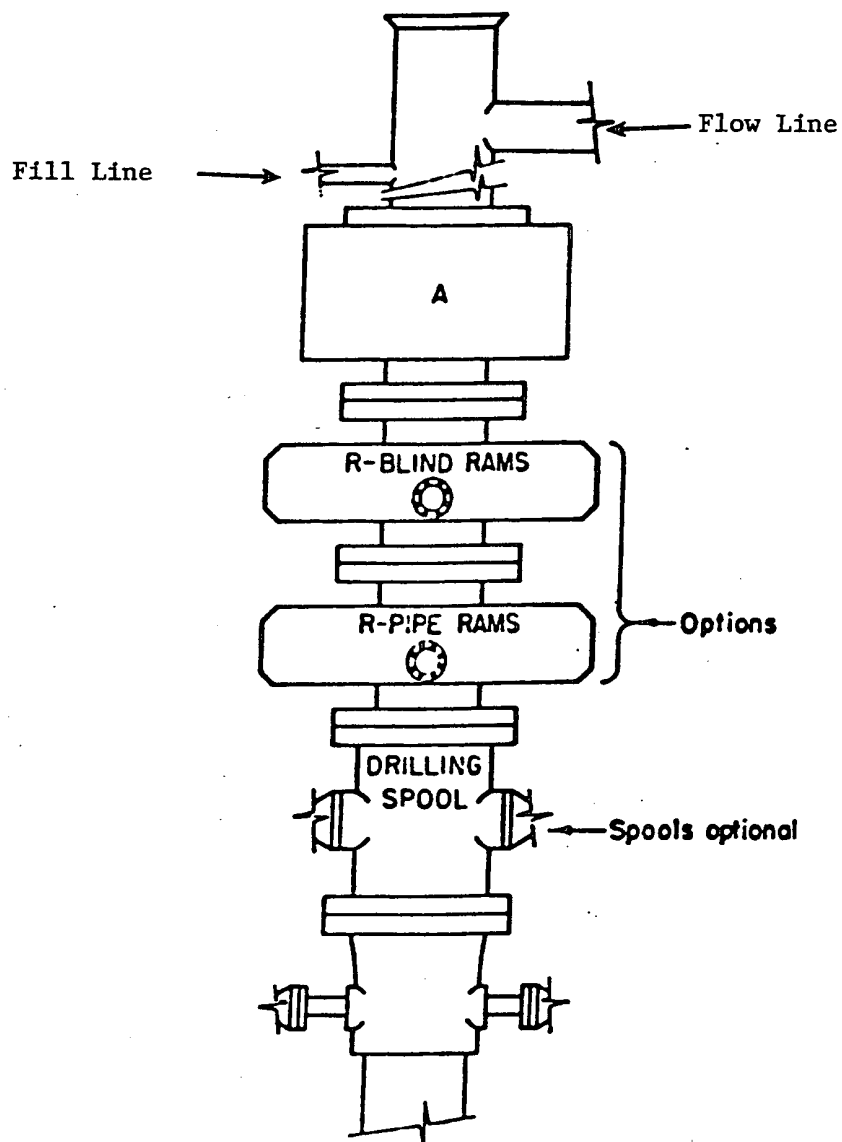 Flow Line
Fill Line
A
R-BLIND RAMS
R-PIPE RAMS
Options
DRILLING
SPOOL
Spools optional